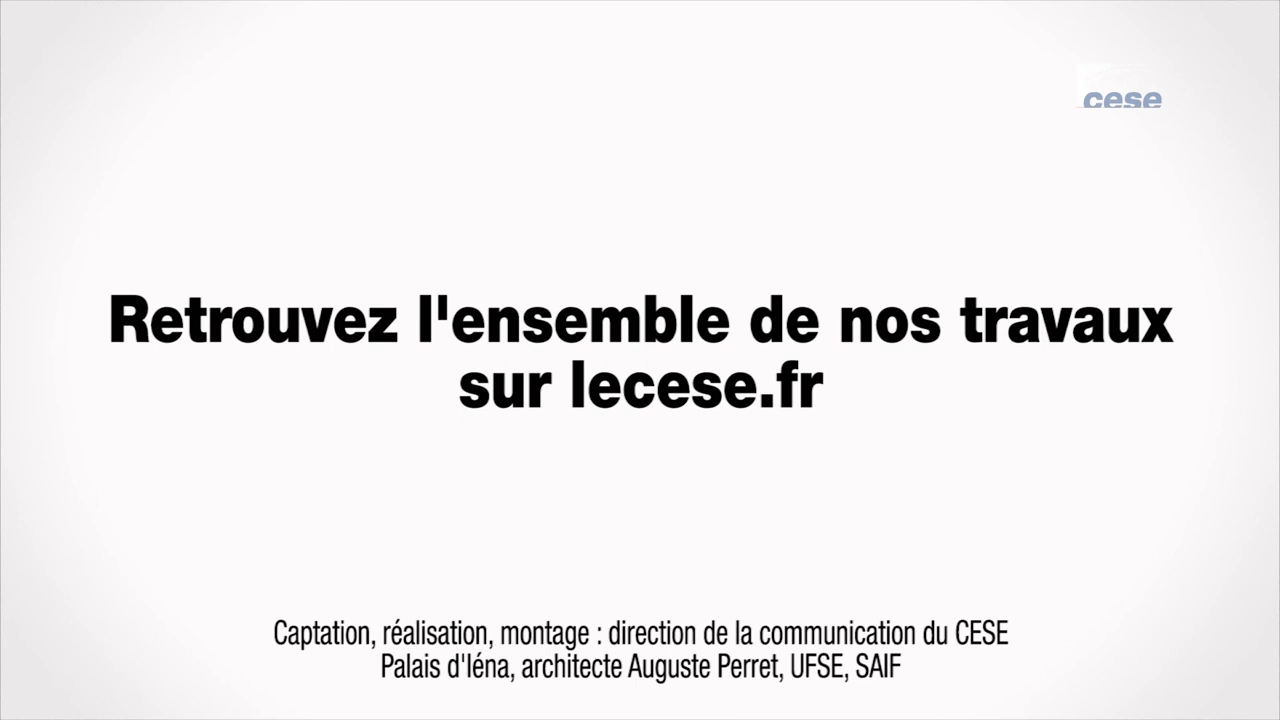 cese
Retrouvez l'ensemble de nos travaux
sur lecese.fr
Captation, réalisation, montage : direction de la communication du CESE
Palais d'Iéna, architecte Auguste Perret, UFSE, SAIF